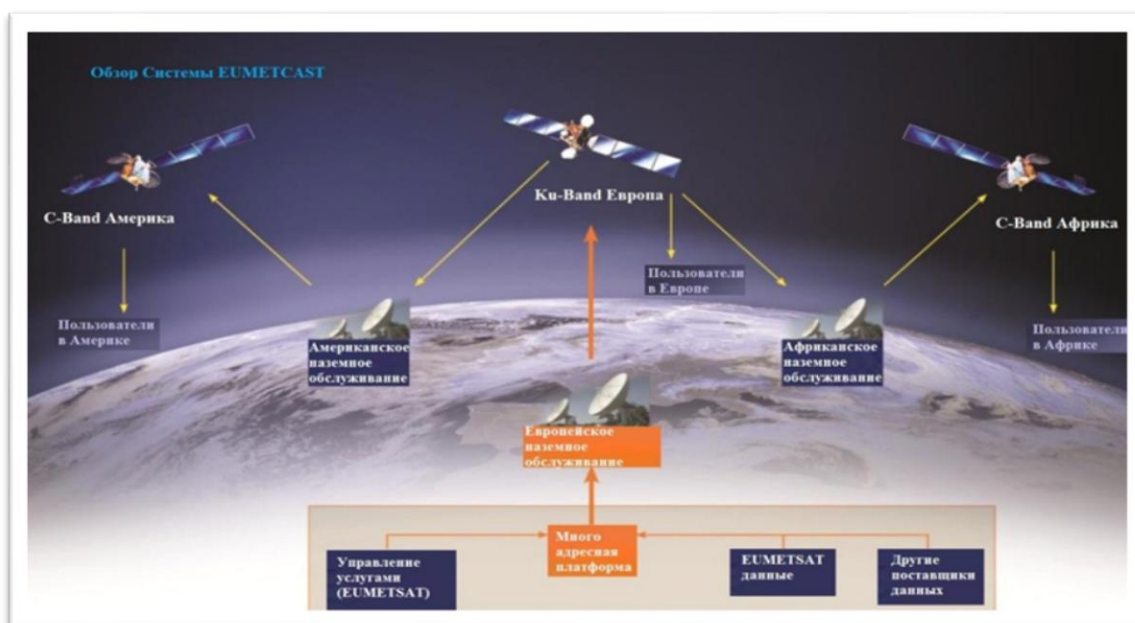 Обзор Системы EUMETCAST
Ku-Band Европа
C-Band Америка
C-Band Африка
Пользователи
в Европе
Пользователи
в Америке
Пользователи
в Африке
Американское
наземное
обслуживание
Африканское
наземное
обслуживание
Европейское
наземное
обслуживание
Много
адресная
платформа
Управление
услугами
(EUMETSAT)
EUMETSAT
данные
Другие
поставщики
данных